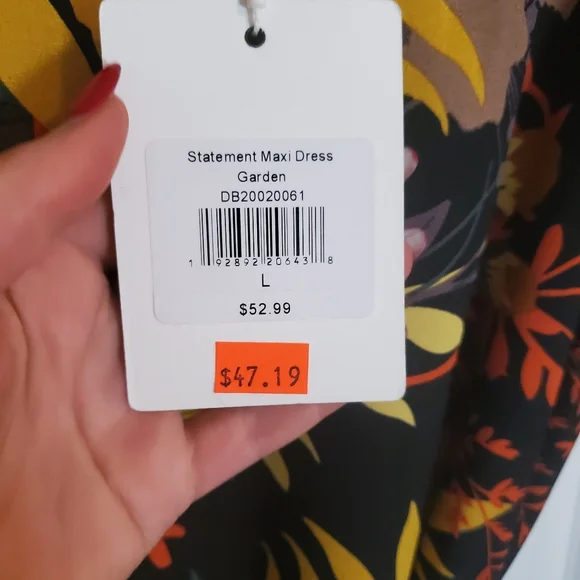 Statement Maxi Dress
Garden
DB20020061
1 92892 20643 8
L
$52.99
$47.19